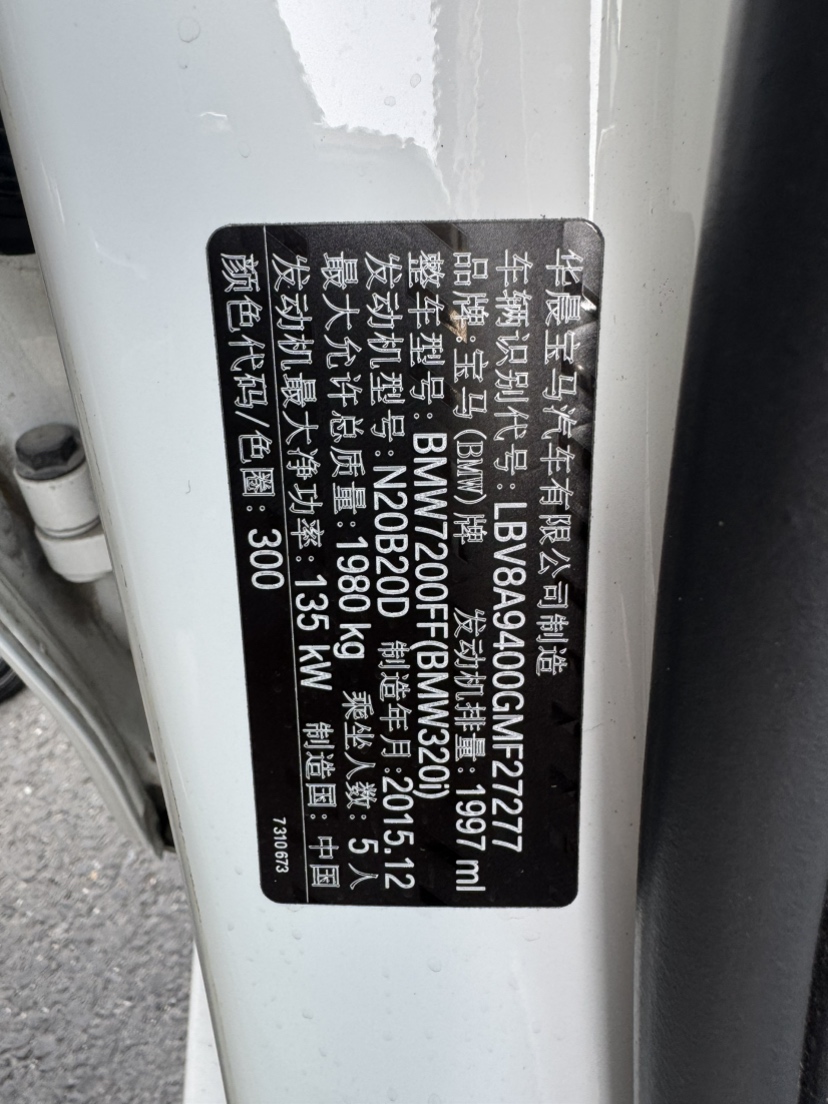 华晨宝马汽车有限公司制造
车辆识别代号：LBV8A9400GMF27277
品牌：宝马(BMW)牌 发动机排量：1997 ml
整车型号：BMW7200FF(BMW320i)
发动机型号：N20B20D 制造年月：2015.12
最大允许总质量：1980 kg 乘坐人数：5人
发动机最大净功率：135 kW 制造国：中国
颜色代码/色圈：300
7 310 673